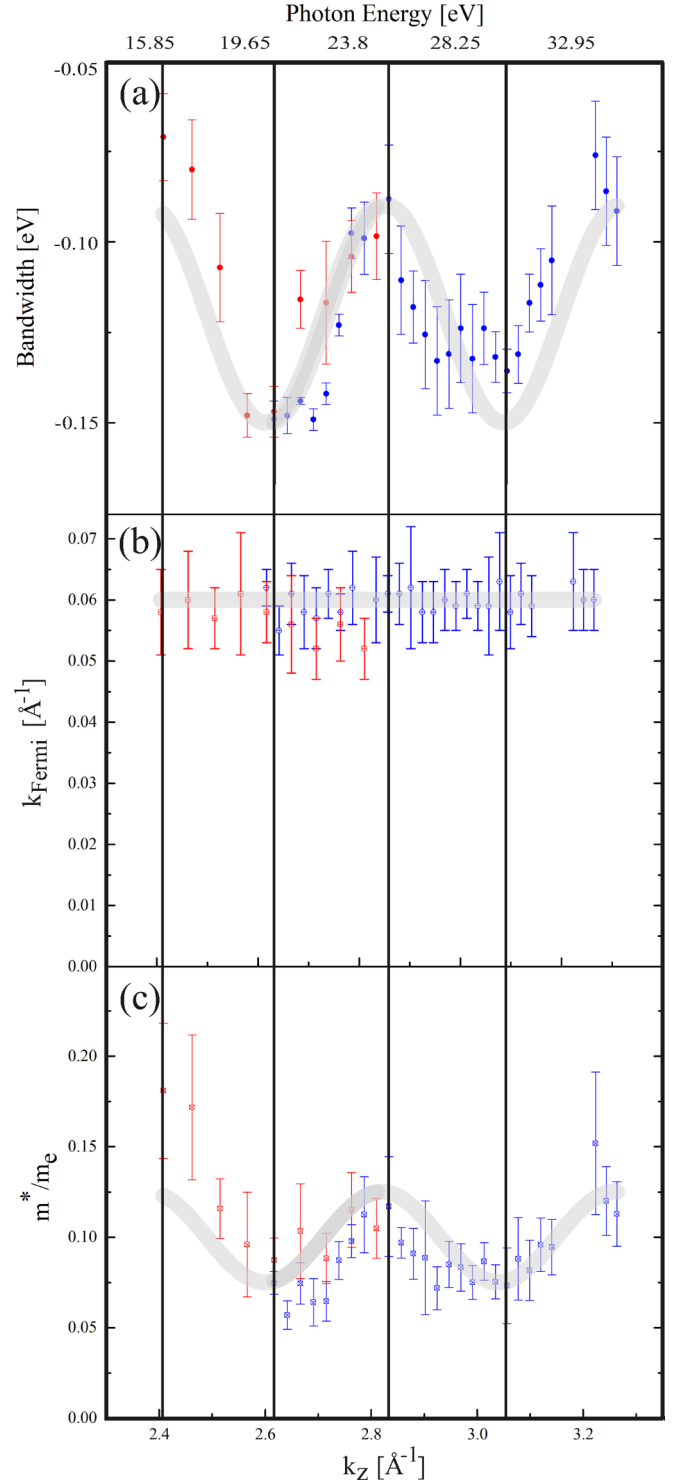 Photon Energy [eV]
15.85 19.65 23.8 28.25 32.95
(a)
-0.05
-0.10
-0.15
Bandwidth [eV]
(b)
0.07
0.06
0.05
0.04
0.03
0.02
0.01
0.00
kFermi [Å-1]
(c)
0.20
0.15
0.10
0.05
0.00
m*/me
2.4 2.6 2.8 3.0 3.2
kZ [Å-1]